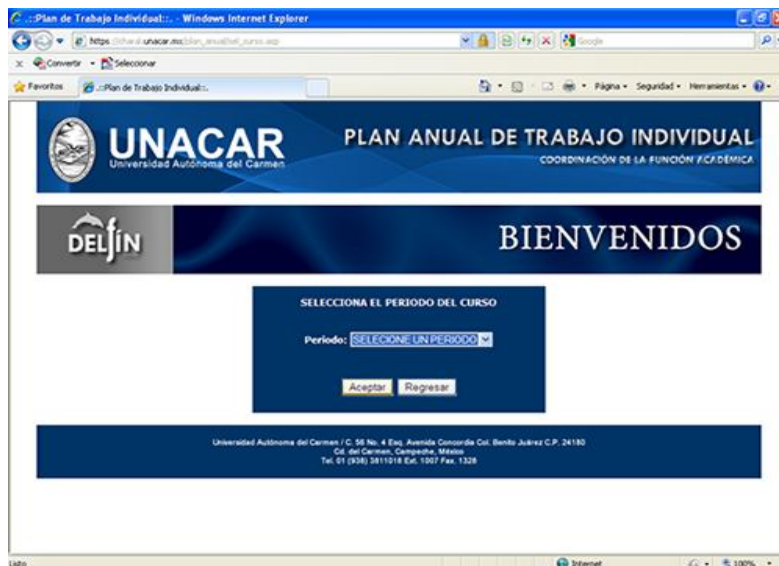 .::Plan de Trabajo Individual::. - Windows Internet Explorer
Google
x Convertir Seleccionar
Favoritos .::Plan de Trabajo Individual::. Página Seguridad Herramientas
UNACAR
Universidad Autónoma del Carmen
PLAN ANUAL DE TRABAJO INDIVIDUAL
COORDINACIÓN DE LA FUNCIÓN ACADÉMICA
DELFÍN
BIENVENIDOS
SELECCIONA EL PERIODO DEL CURSO
Periodo: SELECIONE UN PERIODO
Aceptar Regresar
Universidad Autónoma del Carmen / C. 56 No. 4 Esq. Avenida Concordia Col. Benito Juárez C.P. 24180
Cd. del Carmen, Campeche, México
Tel. 01 (938) 3811018 Ext. 1007 Fax. 1328
Listo Internet 100%